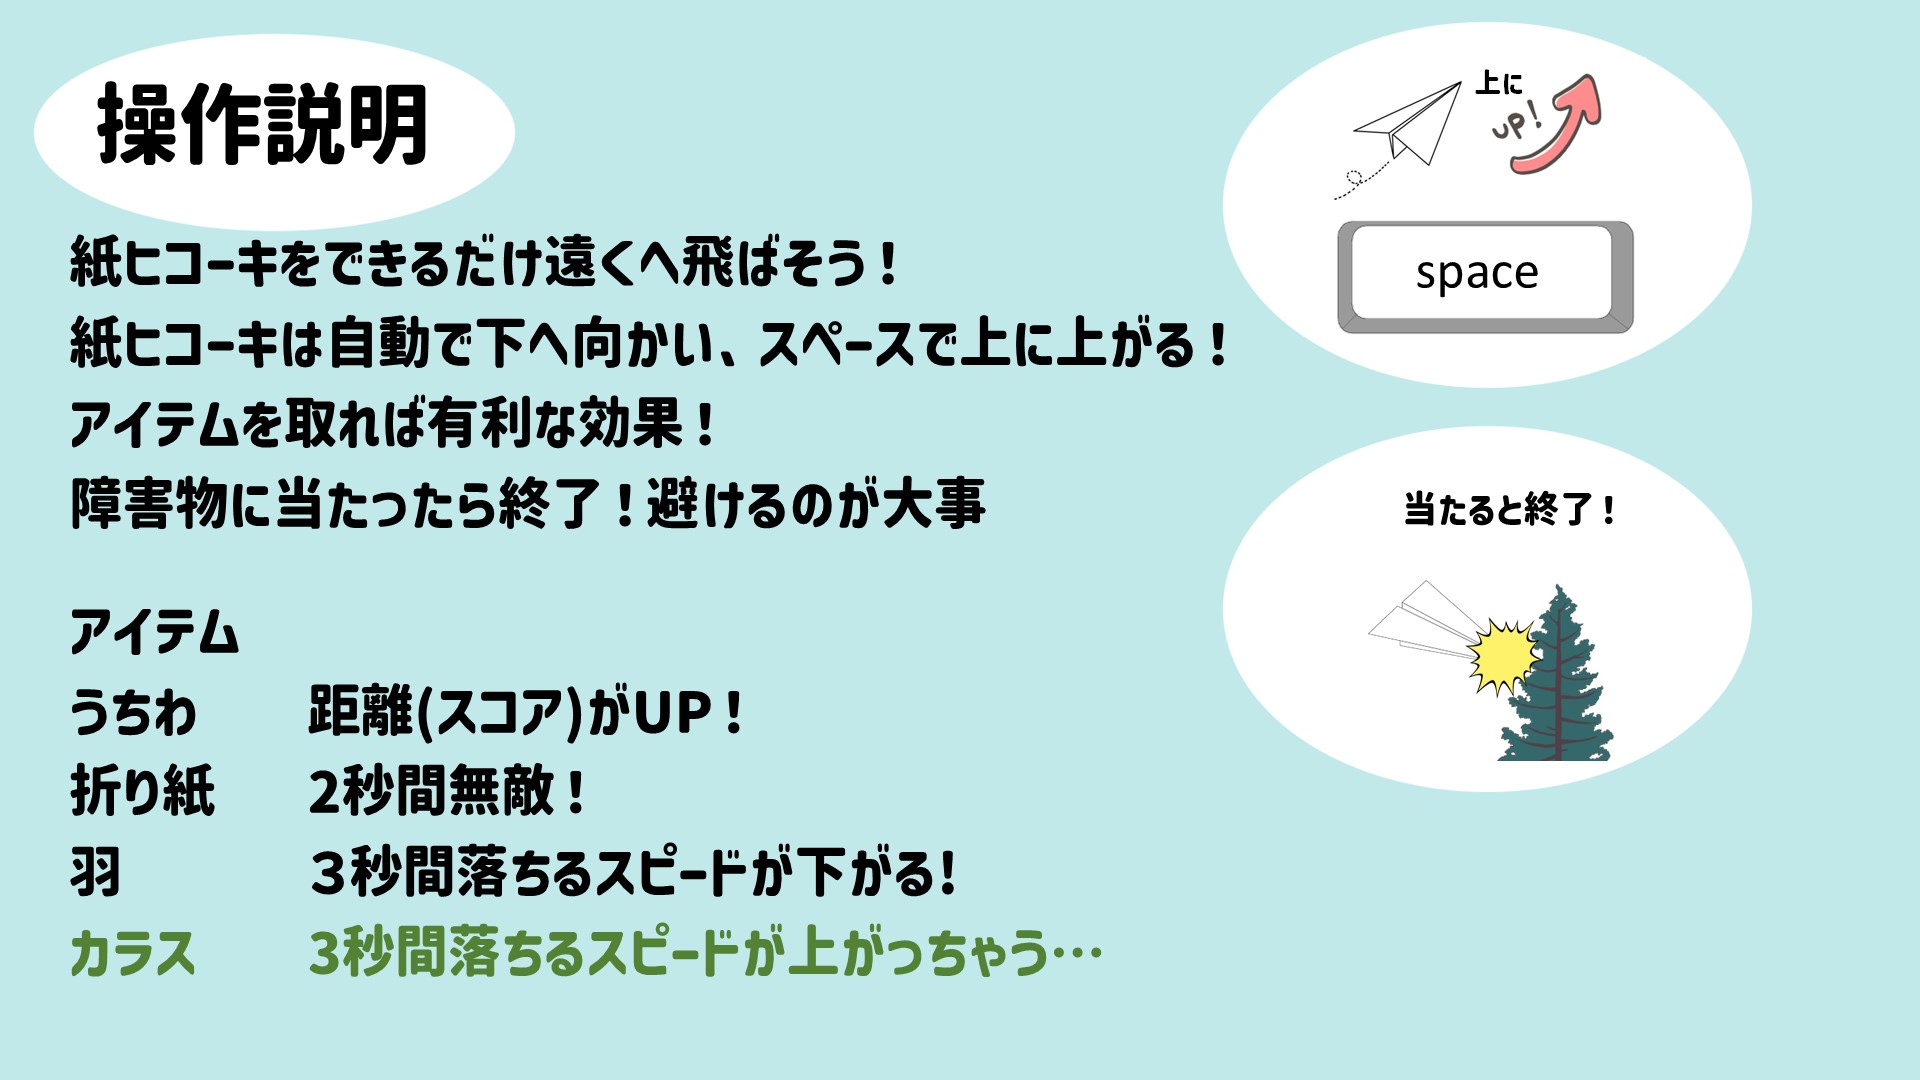 操作説明
紙ヒコーキをできるだけ遠くへ飛ばそう！
紙ヒコーキは自動で下へ向かい、スペースで上に上がる！
アイテムを取れば有利な効果！
障害物に当たったら終了！避けるのが大事
アイテム
うちわ 距離(スコア)がUP！
折り紙 2秒間無敵！
羽 ３秒間落ちるスピードが下がる!
カラス 3秒間落ちるスピードが上がっちゃう…
上に
UP!
space
当たると終了！